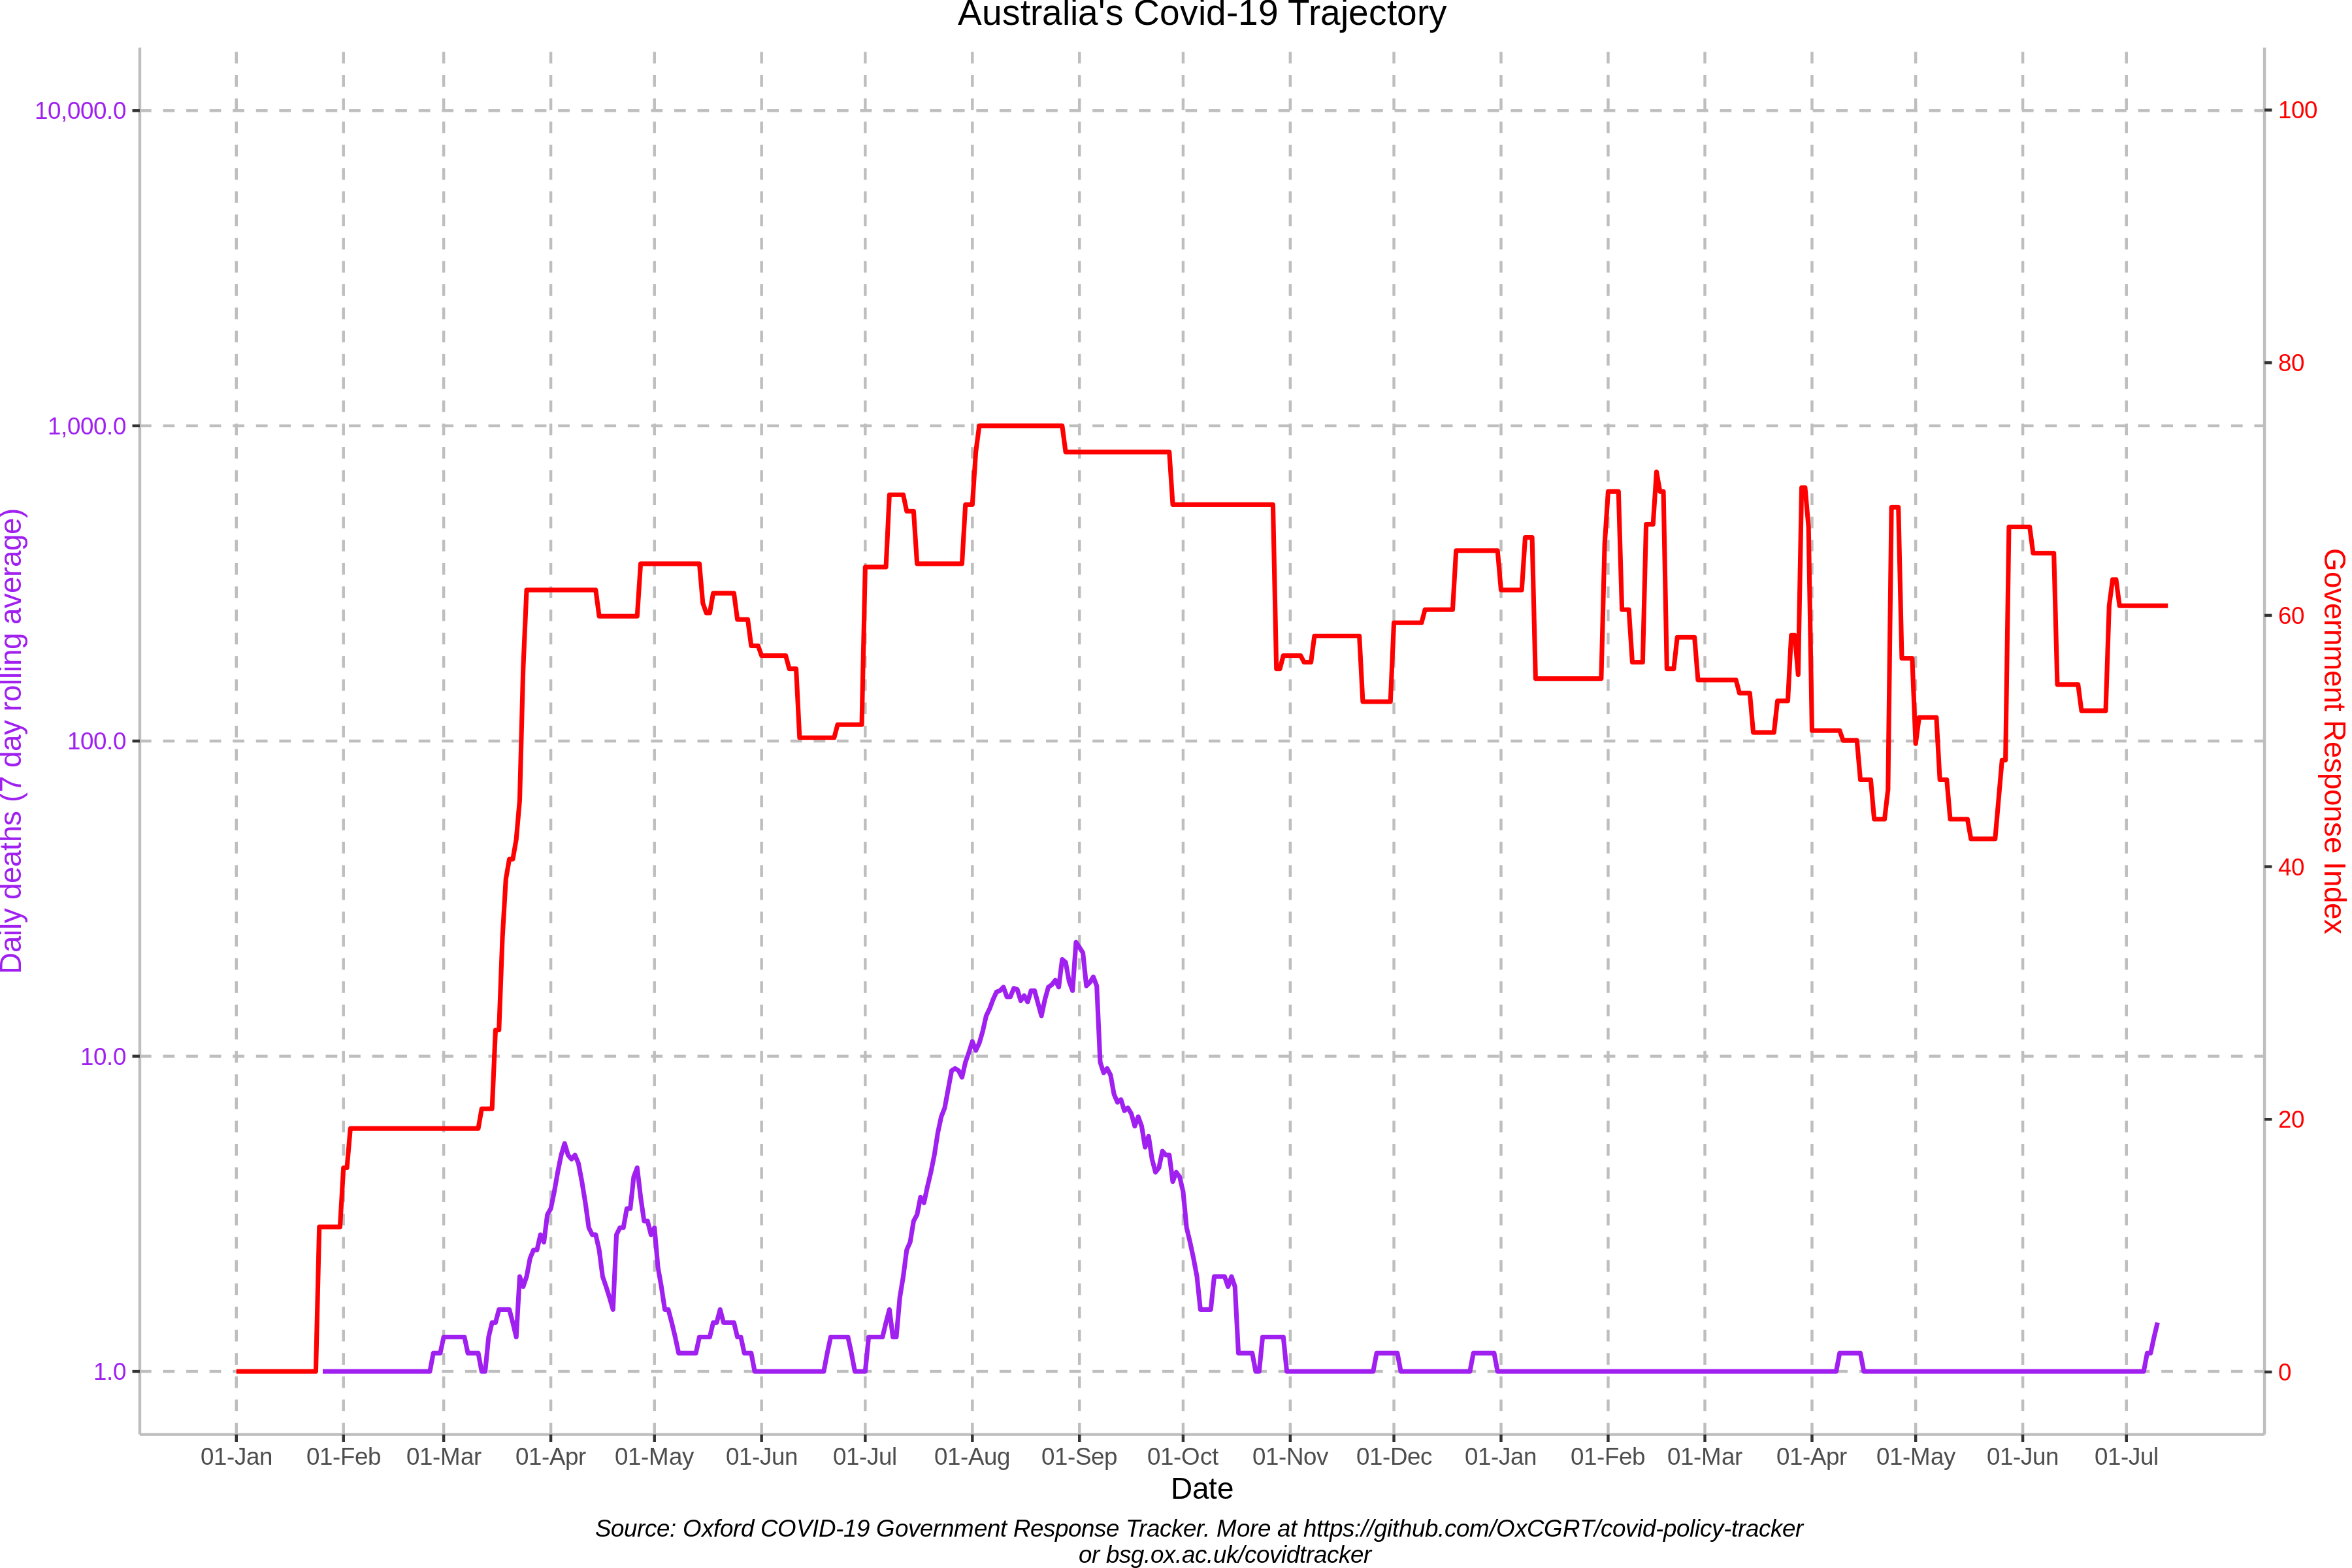 Australia's Covid-19 Trajectory
10,000.0
1,000.0
100.0
10.0
1.0
Daily deaths (7 day rolling average)
100
80
60
40
20
0
Government Response Index
01-Jan 01-Feb 01-Mar 01-Apr 01-May 01-Jun 01-Jul 01-Aug 01-Sep 01-Oct 01-Nov 01-Dec 01-Jan 01-Feb 01-Mar 01-Apr 01-May 01-Jun 01-Jul
Date
Source: Oxford COVID-19 Government Response Tracker. More at https://github.com/OxCGRT/covid-policy-tracker
or bsg.ox.ac.uk/covidtracker